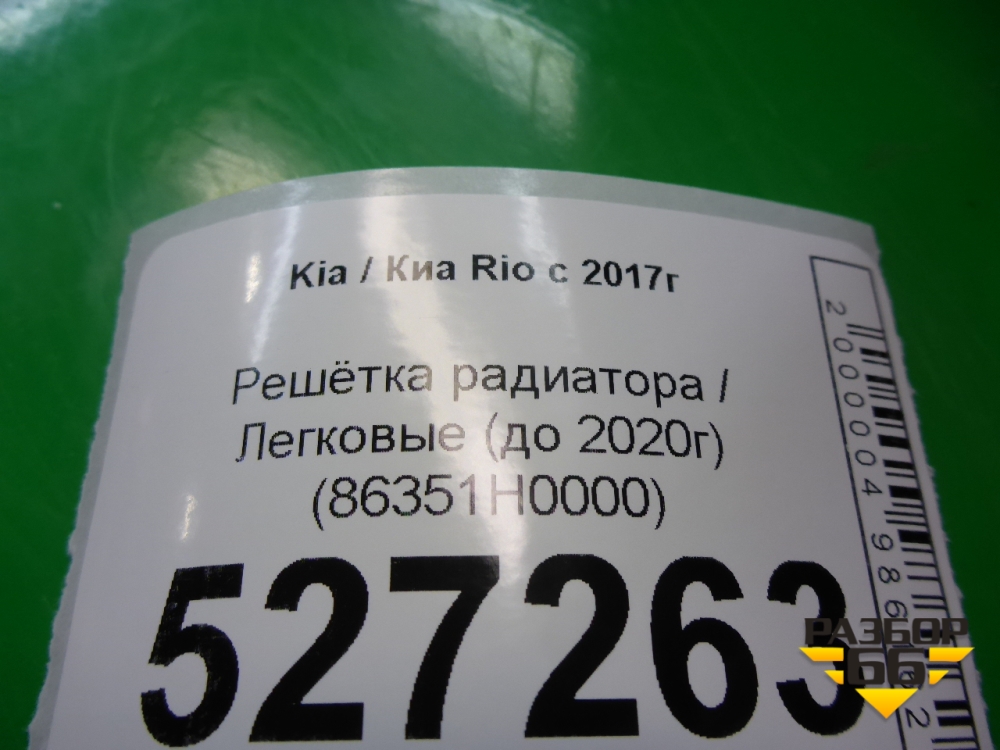 Kia / Киа Rio с 2017г
Решётка радиатора /
Легковые (до 2020г)
(86351H0000)
527263
РАЗБОР
66